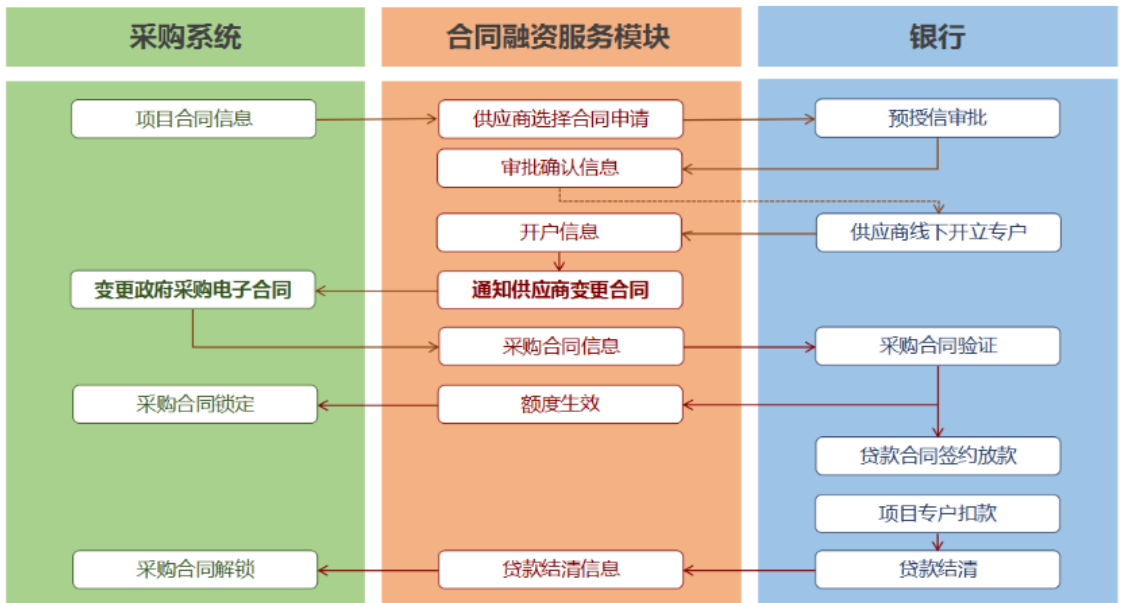 采购系统
合同融资服务模块
银行
项目合同信息
供应商选择合同申请
预授信审批
审批确认信息
开户信息
供应商线下开立专户
变更政府采购电子合同
通知供应商变更合同
采购合同信息
采购合同验证
采购合同锁定
额度生效
贷款合同签约放款
项目专户扣款
采购合同解锁
贷款结清信息
贷款结清